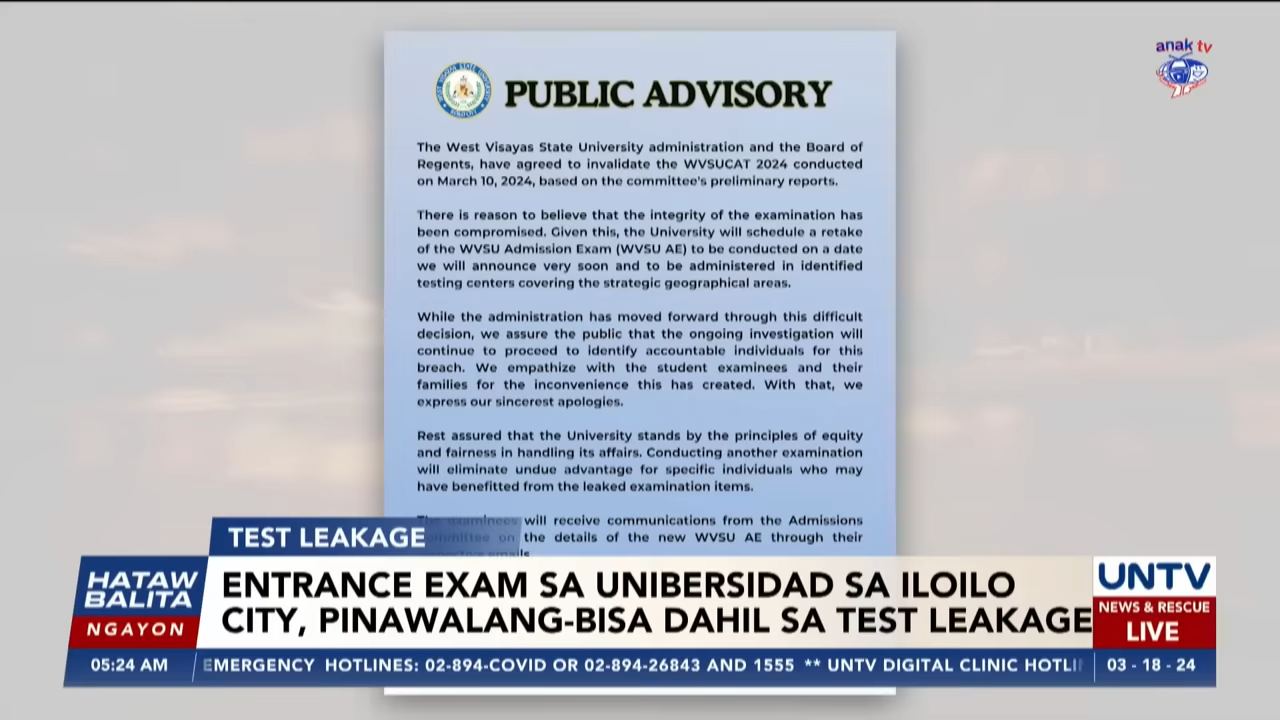 anak tv
PUBLIC ADVISORY
The West Visayas State University administration and the Board of
Regents, have agreed to invalidate the WVSUCAT 2024 conducted
on March 10, 2024, based on the committee's preliminary reports.
There is reason to believe that the integrity of the examination has
been compromised. Given this, the University will schedule a retake
of the WVSU Admission Exam (WVSU AE) to be conducted on a date
we will announce very soon and to be administered in identified
testing centers covering the strategic geographical areas.
While the administration has moved forward through this difficult
decision, we assure the public that the ongoing investigation will
continue to proceed to identify accountable individuals for this
breach. We empathize with the student examinees and their
families for the inconvenience this has created. With that, we
express our sincerest apologies.
Rest assured that the University stands by the principles of equity
and fairness in handling its affairs. Conducting another examination
will eliminate undue advantage for specific individuals who may
have benefitted from the leaked examination items.
The examinees will receive communications from the Admissions
Committee on the details of the new WVSU AE through their
emails
TEST LEAKAGE
HATAW
BALITA
NGAYON
ENTRANCE EXAM SA UNIBERSIDAD SA ILOILO
CITY, PINAWALANG-BISA DAHIL SA TEST LEAKAGE
UNTV
NEWS & RESCUE
LIVE
05:24 AM
EMERGENCY HOTLINES: 02-894-COVID OR 02-894-26843 AND 1555 ** UNTV DIGITAL CLINIC HOTLI
03 - 18 - 24